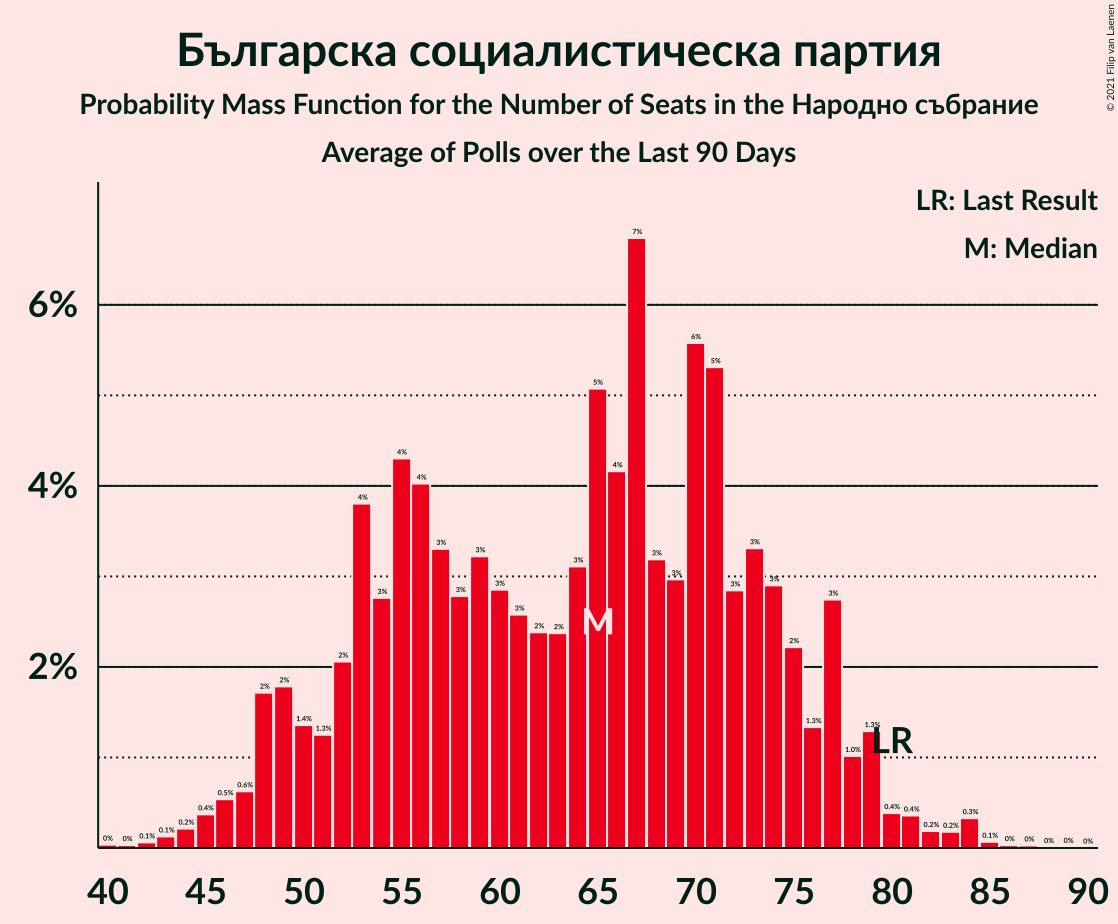 Българска социалистическа партия
Probability Mass Function for the Number of Seats in the Народно събрание
Average of Polls over the Last 90 Days
© 2021 Filip van Laenen
LR: Last Result
M: Median
6%
4%
2%
0% 0% 0.1% 0.1% 0.2% 0.4% 0.5% 0.6% 2% 2% 1.4% 1.3% 2% 4% 3% 4% 4% 3% 3% 3% 3% 3% 2% 2% 3% 5% 4% 7% 3% 3% 6% 5% 3% 3% 3% 2% 1.3% 3% 1.0% 1.3% 0.4% 0.4% 0.2% 0.2% 0.3% 0.1% 0% 0% 0% 0% 0%
M
LR
40 45 50 55 60 65 70 75 80 85 90